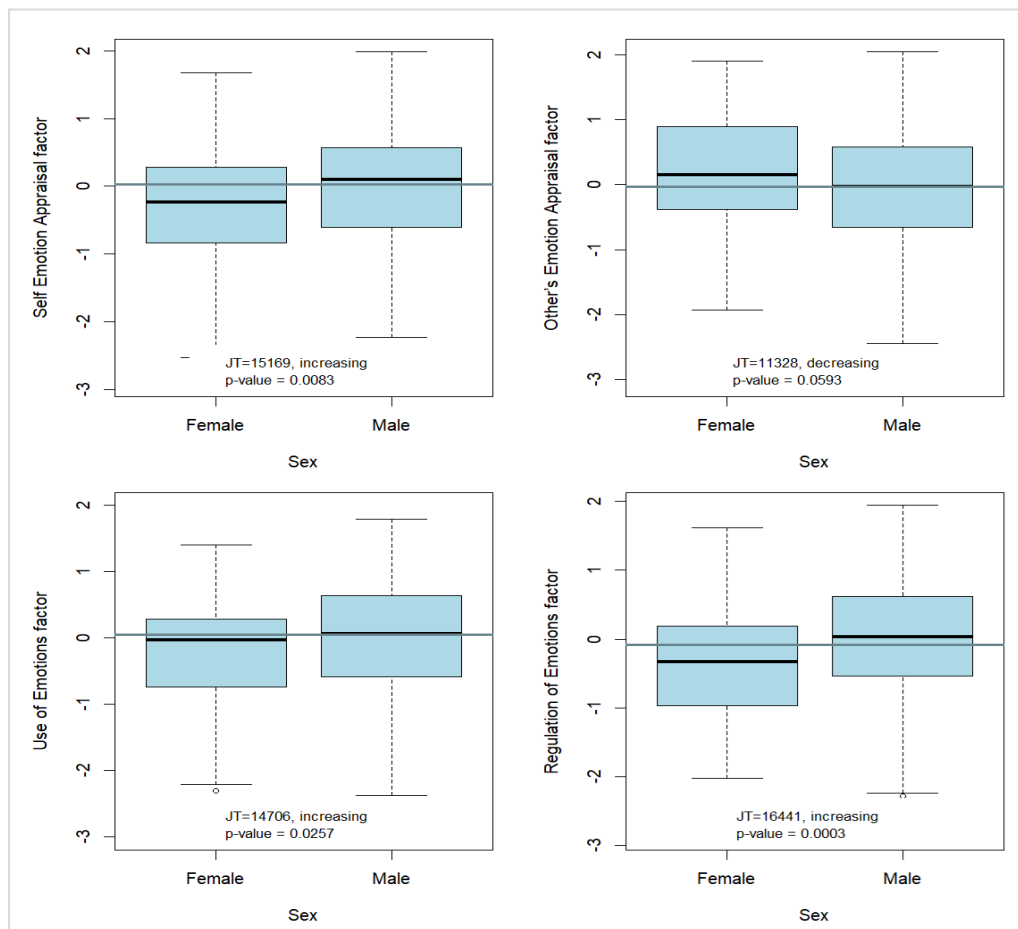 Self Emotion Appraisal factor
2
1
0
-1
-2
-3
JT=15169, increasing
p-value = 0.0083
Female
Male
Sex
Other's Emotion Appraisal factor
2
1
0
-1
-2
-3
JT=11328, decreasing
p-value = 0.0593
Female
Male
Sex
Use of Emotions factor
2
1
0
-1
-2
-3
JT=14706, increasing
p-value = 0.0257
Female
Male
Sex
Regulation of Emotions factor
2
1
0
-1
-2
-3
JT=16441, increasing
p-value = 0.0003
Female
Male
Sex